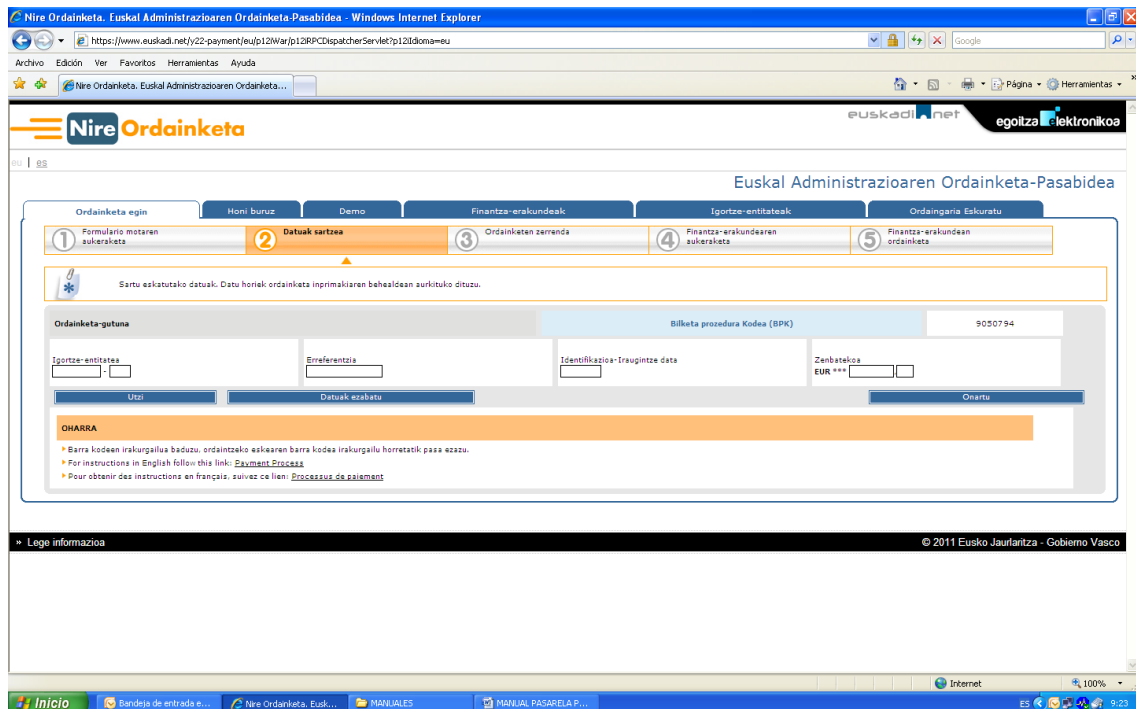 Nire Ordainketa. Euskal Administrazioaren Ordainketa-Pasabidea - Windows Internet Explorer
https://www.euskadi.net/y22-payment/eu/p12iWar/p12iRPCDispatcherServlet?p12iIdioma=eu
Google
Archivo Edición Ver Favoritos Herramientas Ayuda
Nire Ordainketa. Euskal Administrazioaren Ordainketa...
Página Herramientas
Nire Ordainketa
euskadi net
egoitza elektronikoa
eu | es
Euskal Administrazioaren Ordainketa-Pasabidea
Ordainketa egin Honi buruz Demo Finantza-erakundeak Igortze-entitateak Ordaingaria Eskuratu
1 Formulario motaren aukeraketa
2 Datuak sartzea
3 Ordainketen zerrenda
4 Finantza-erakundearen aukeraketa
5 Finantza-erakundean ordainketa
Sartu eskatutako datuak. Datu horiek ordainketa inprimakiaren behealdean aurkituko dituzu.
Ordainketa-gutuna Bilketa prozedura Kodea (BPK) 9050794
Igortze-entitatea Erreferentzia Identifikazioa-Iraugintze data Zenbatekoa
- EUR ***
Utzi Datuak ezabatu Onartu
OHARRA
Barra kodeen irakurgailua baduzu, ordaintzeko eskearen barra kodea irakurgailu horretatik pasa ezazu.
For instructions in English follow this link: Payment Process
Pour obtenir des instructions en français, suivez ce lien: Processus de paiement
» Lege informazioa © 2011 Eusko Jaurlaritza - Gobierno Vasco
Internet 100%
Inicio Bandeja de entrada e... Nire Ordainketa. Eusk... MANUALES MANUAL PASARELA P... ES 9:23